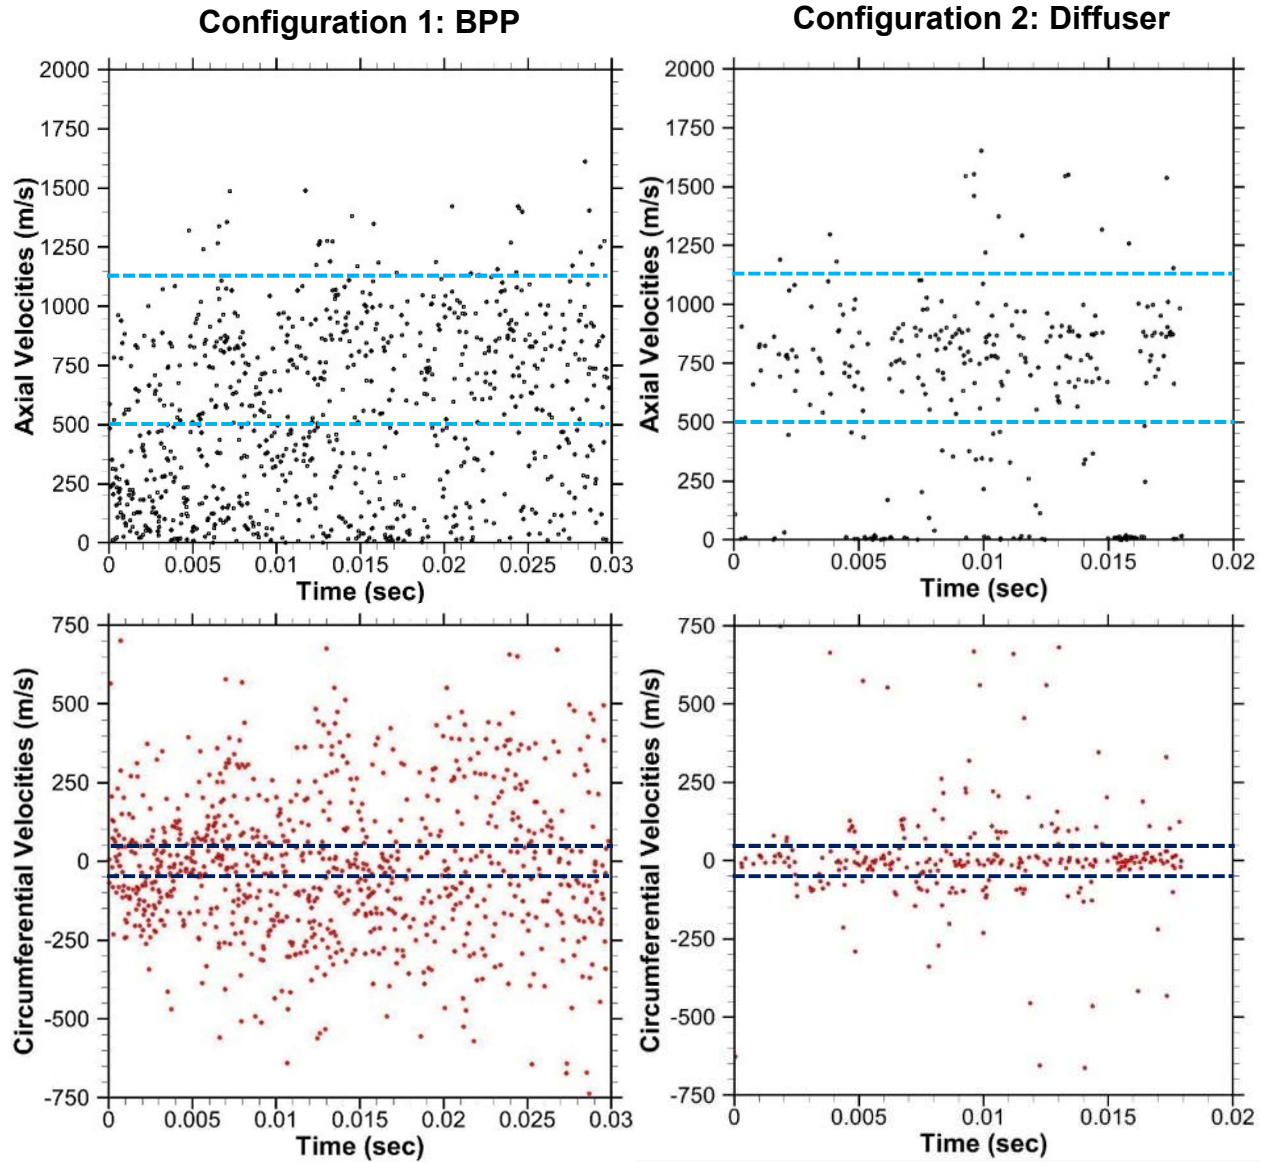 Configuration 1: BPP
Configuration 2: Diffuser
Axial Velocities (m/s)
2000
1750
1500
1250
1000
750
500
250
0
0 0.005 0.01 0.015 0.02 0.025 0.03
Time (sec)
Axial Velocities (m/s)
2000
1750
1500
1250
1000
750
500
250
0
0 0.005 0.01 0.015 0.02
Time (sec)
Circumferential Velocities (m/s)
750
500
250
0
-250
-500
-750
0 0.005 0.01 0.015 0.02 0.025 0.03
Time (sec)
Circumferential Velocities (m/s)
750
500
250
0
-250
-500
-750
0 0.005 0.01 0.015 0.02
Time (sec)